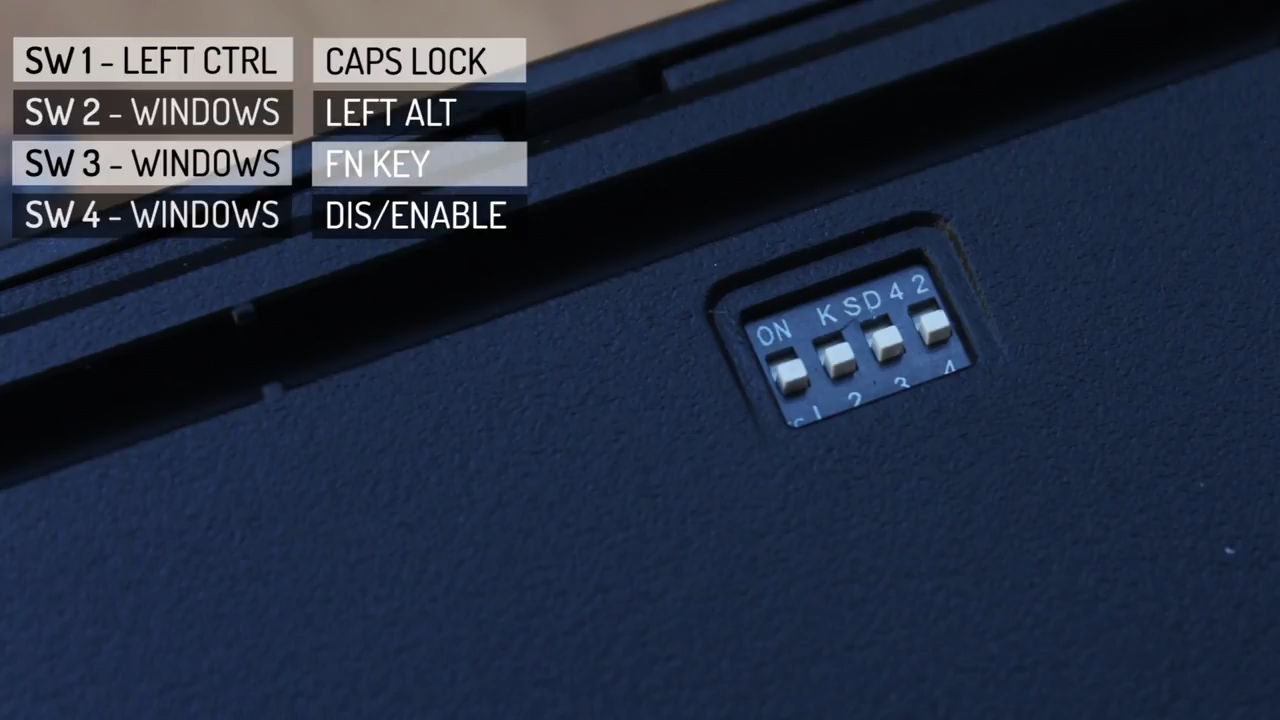 SW 1 - LEFT CTRL CAPS LOCK
SW 2 - WINDOWS LEFT ALT
SW 3 - WINDOWS FN KEY
SW 4 - WINDOWS DIS/ENABLE
ON KSD42
1 2 3 4